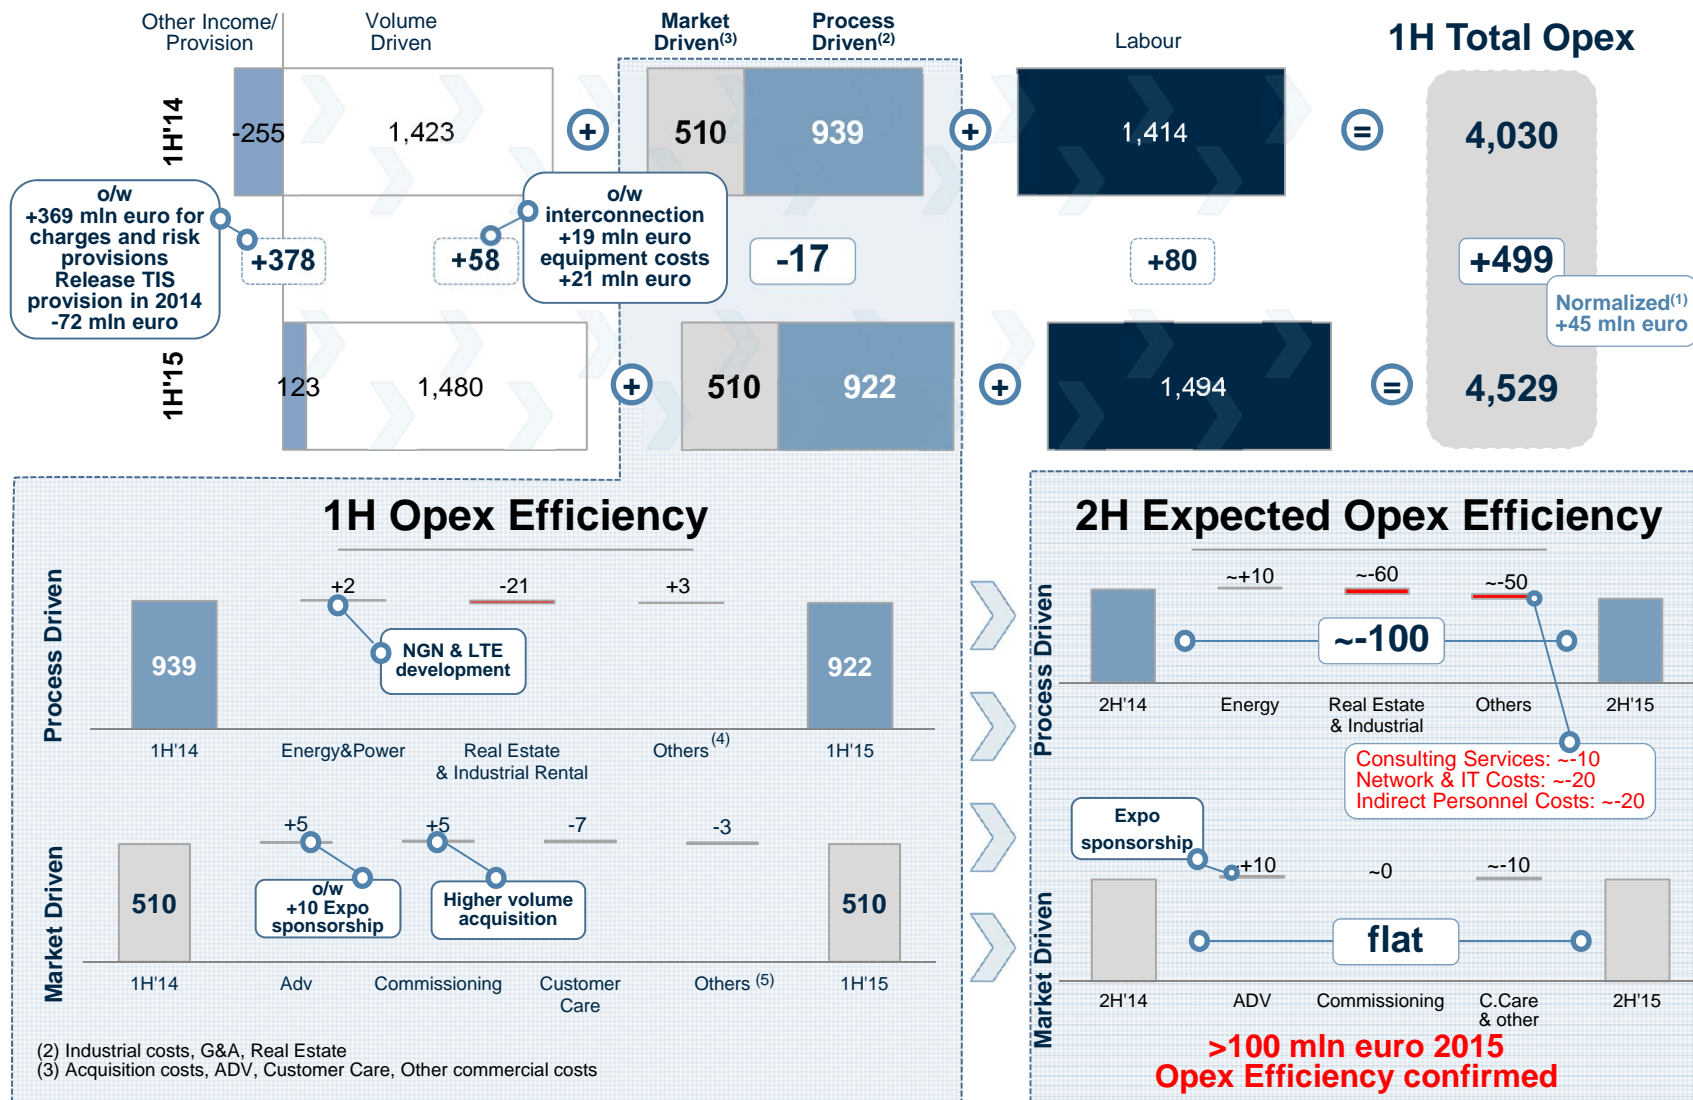 Other Income/
Provision
Volume
Driven
Market
Driven(3)
Process
Driven(2)
Labour
1H Total Opex
1H'14
-255
1,423
+
510
939
+
1,414
=
4,030
o/w
+369 mln euro for
charges and risk
provisions
Release TIS
provision in 2014
-72 mln euro
+378
+58
o/w
interconnection
+19 mln euro
equipment costs
+21 mln euro
-17
+80
+499
Normalized(1)
+45 mln euro
1H'15
123
1,480
+
510
922
+
1,494
=
4,529
1H Opex Efficiency
Process Driven
939
+2
-21
+3
922
NGN & LTE
development
1H'14
Energy&Power
Real Estate
& Industrial Rental
Others (4)
1H'15
Market Driven
510
+5
+5
-7
-3
510
o/w
+10 Expo
sponsorship
Higher volume
acquisition
1H'14
Adv
Commissioning
Customer
Care
Others (5)
1H'15
(2) Industrial costs, G&A, Real Estate
(3) Acquisition costs, ADV, Customer Care, Other commercial costs
2H Expected Opex Efficiency
Process Driven
~+10
~-60
~-50
~-100
2H'14
Energy
Real Estate
& Industrial
Others
2H'15
Consulting Services: ~-10
Network & IT Costs: ~-20
Indirect Personnel Costs: ~-20
Market Driven
Expo
sponsorship
+10
~0
~-10
flat
2H'14
ADV
Commissioning
C.Care
& other
2H'15
>100 mln euro 2015
Opex Efficiency confirmed